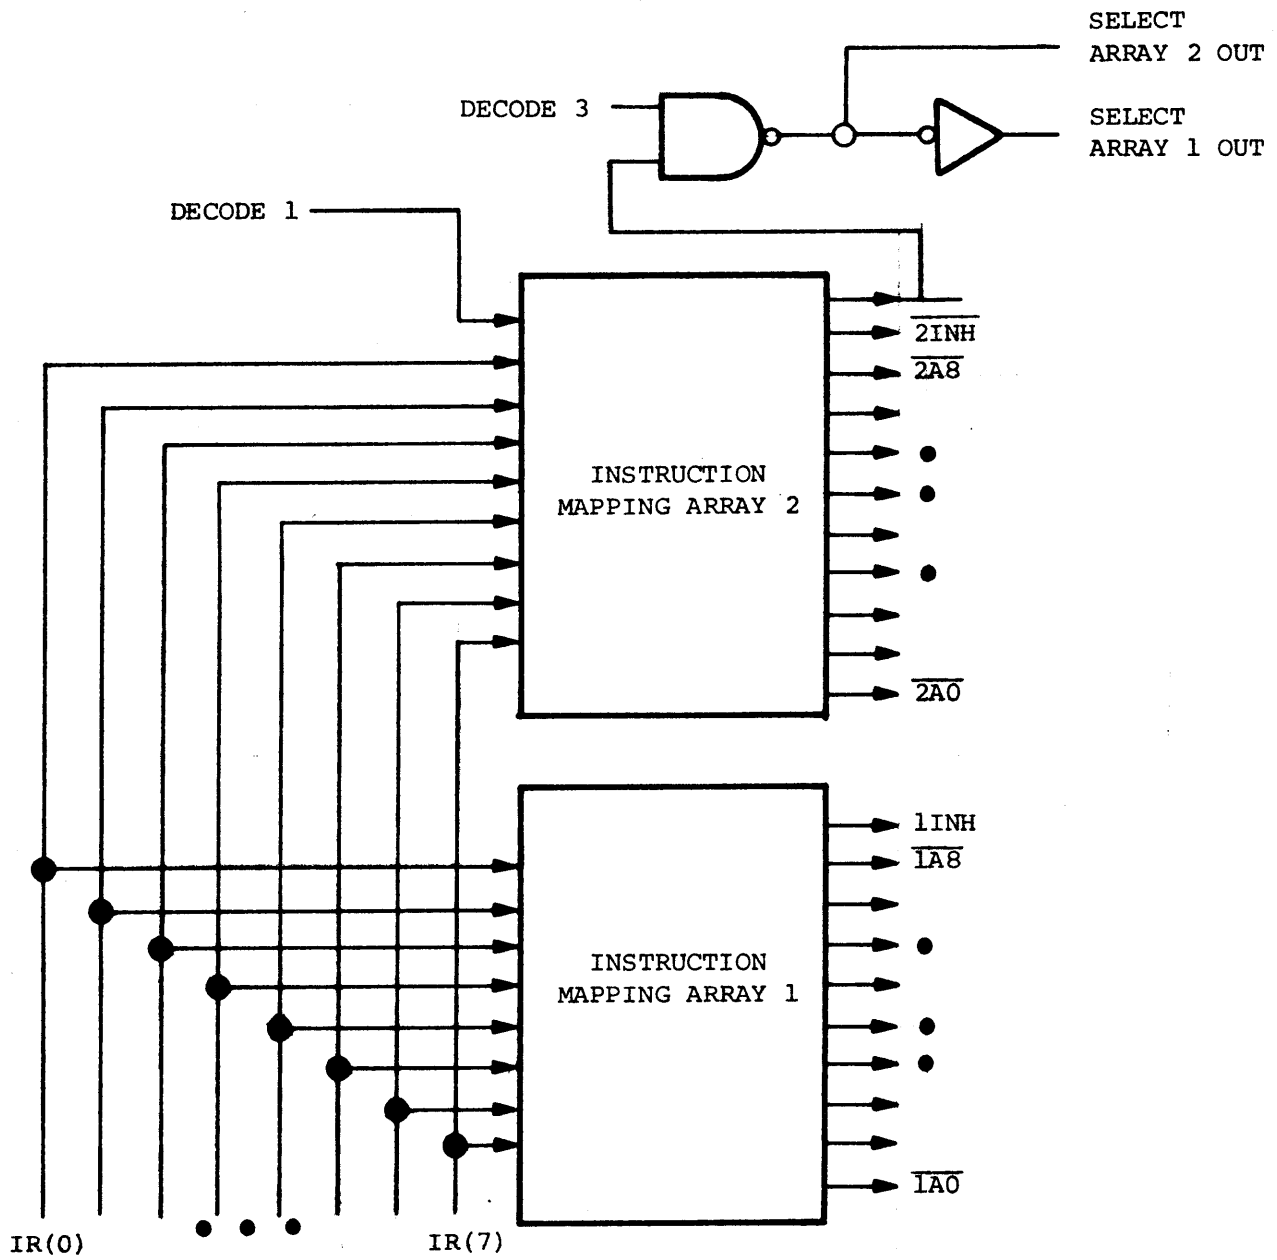 SELECT
ARRAY 2 OUT
DECODE 3
SELECT
ARRAY 1 OUT
DECODE 1
2INH
2A8
INSTRUCTION
MAPPING ARRAY 2
2A0
1INH
1A8
INSTRUCTION
MAPPING ARRAY 1
1A0
IR(0)
IR(7)